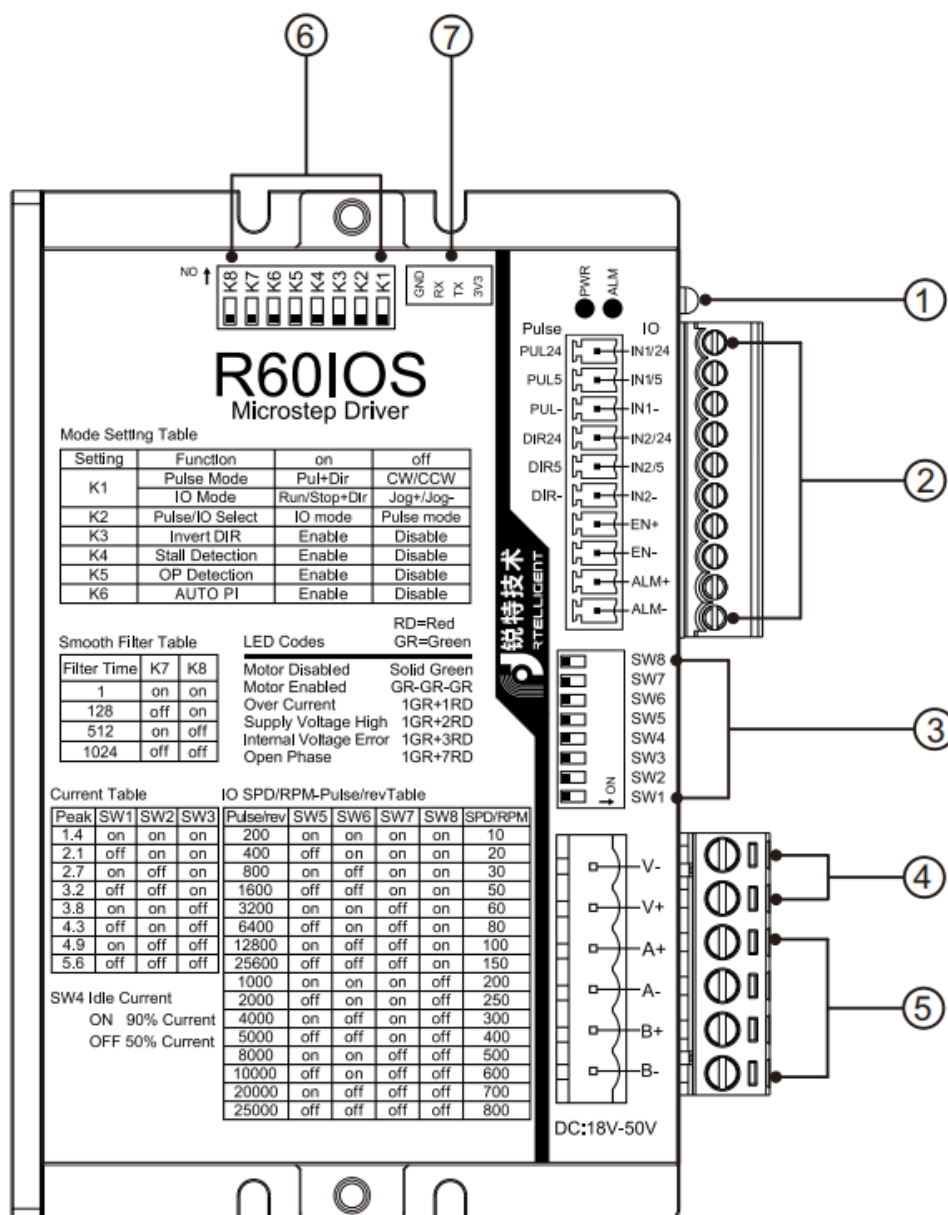 ⑥ ⑦
NO ↑ K8 K7 K6 K5 K4 K3 K2 K1
GND RX TX 3V3
PWR ALM
①
R60IOS
Microstep Driver
Pulse IO
PUL24 IN1/24
PUL5 IN1/5
PUL- IN1-
DIR24 IN2/24
DIR5 IN2/5
DIR- IN2-
EN+
EN-
ALM+
ALM-
②
Mode Setting Table
Setting Function on off
K1 Pulse Mode Pul+Dir CW/CCW
IO Mode Run/Stop+DIr Jog+/Jog-
K2 Pulse/IO Select IO mode Pulse mode
K3 Invert DIR Enable Disable
K4 Stall Detection Enable Disable
K5 OP Detection Enable Disable
K6 AUTO PI Enable Disable
锐特技术
RTELLIGENT
Smooth Filter Table
Filter Time K7 K8
1 on on
128 off on
512 on off
1024 off off
RD=Red
LED Codes GR=Green
Motor Disabled Solid Green
Motor Enabled GR-GR-GR
Over Current 1GR+1RD
Supply Voltage High 1GR+2RD
Internal Voltage Error 1GR+3RD
Open Phase 1GR+7RD
SW8
SW7
SW6
SW5
SW4
SW3
SW2
SW1
↓ ON
③
Current Table
Peak SW1 SW2 SW3
1.4 on on on
2.1 off on on
2.7 on off on
3.2 off off on
3.8 on on off
4.3 off on off
4.9 on off off
5.6 off off off
SW4 Idle Current
ON 90% Current
OFF 50% Current
IO SPD/RPM-Pulse/revTable
Pulse/rev SW5 SW6 SW7 SW8 SPD/RPM
200 on on on on 10
400 off on on on 20
800 on off on on 30
1600 off off on on 50
3200 on on off on 60
6400 off on off on 80
12800 on off off on 100
25600 off off off on 150
1000 on on on off 200
2000 off on on off 250
4000 on off on off 300
5000 off off on off 400
8000 on on off off 500
10000 off on off off 600
20000 on off off off 700
25000 off off off off 800
V-
V+
A+
A-
B+
B-
④
⑤
DC:18V-50V